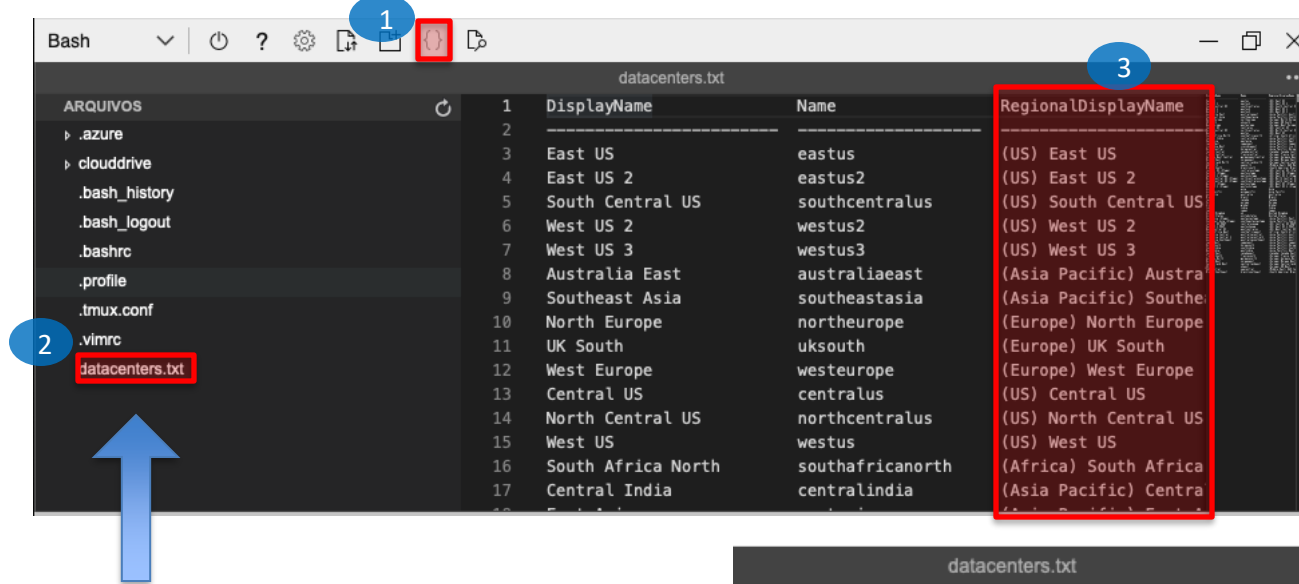 1
Bash
?
{}
3
datacenters.txt
ARQUIVOS
.azure
clouddrive
.bash_history
.bash_logout
.bashrc
.profile
.tmux.conf
2
.vimrc
datacenters.txt
1 DisplayName Name RegionalDisplayName
2 ----------------------- ------------------- ---------------------
3 East US eastus (US) East US
4 East US 2 eastus2 (US) East US 2
5 South Central US southcentralus (US) South Central US
6 West US 2 westus2 (US) West US 2
7 West US 3 westus3 (US) West US 3
8 Australia East australiaeast (Asia Pacific) Austra
9 Southeast Asia southeastasia (Asia Pacific) Southe
10 North Europe northeurope (Europe) North Europe
11 UK South uksouth (Europe) UK South
12 West Europe westeurope (Europe) West Europe
13 Central US centralus (US) Central US
14 North Central US northcentralus (US) North Central US
15 West US westus (US) West US
16 South Africa North southafricanorth (Africa) South Africa
17 Central India centralindia (Asia Pacific) Centra
datacenters.txt